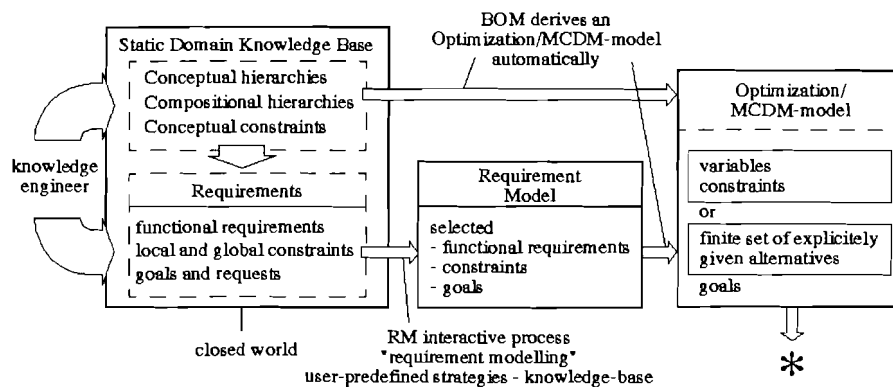 BOM derives an
Optimization/MCDM-model
automatically
Static Domain Knowledge Base
Conceptual hierarchies
Compositional hierarchies
Conceptual constraints
knowledge
engineer
Requirements
functional requirements
local and global constraints
goals and requests
closed world
Requirement
Model
selected
- functional requirements
- constraints
- goals
RM interactive process
"requirement modelling"
user-predefined strategies - knowledge-base
Optimization/
MCDM-model
variables
constraints
or
finite set of explicitely
given alternatives
goals
*